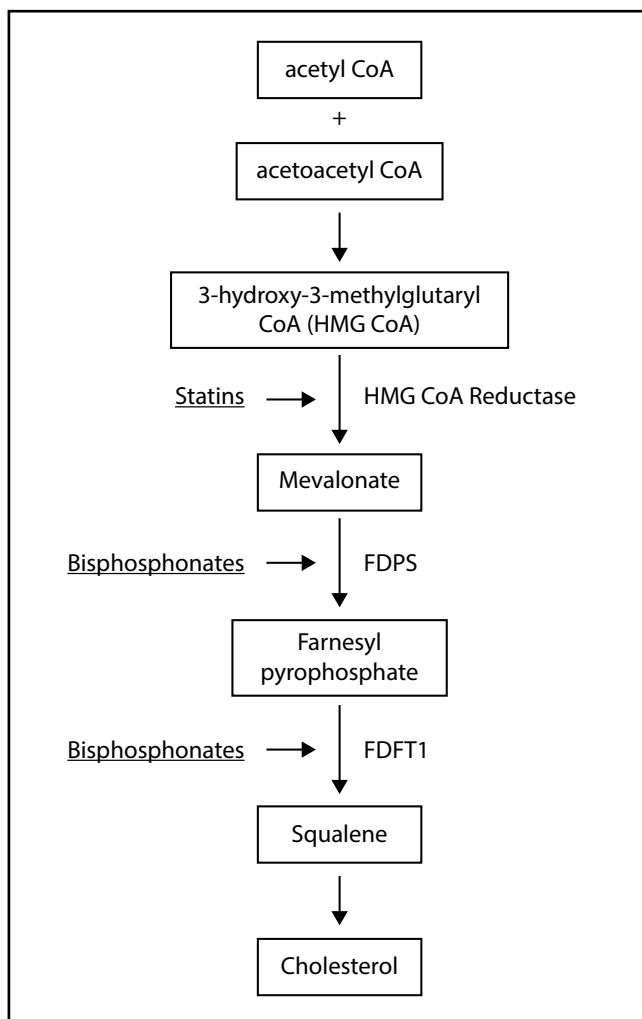 acetyl CoA
+
acetoacetyl CoA
3-hydroxy-3-methylglutaryl
CoA (HMG CoA)
Statins HMG CoA Reductase
Mevalonate
Bisphosphonates FDPS
Farnesyl
pyrophosphate
Bisphosphonates FDFT1
Squalene
Cholesterol